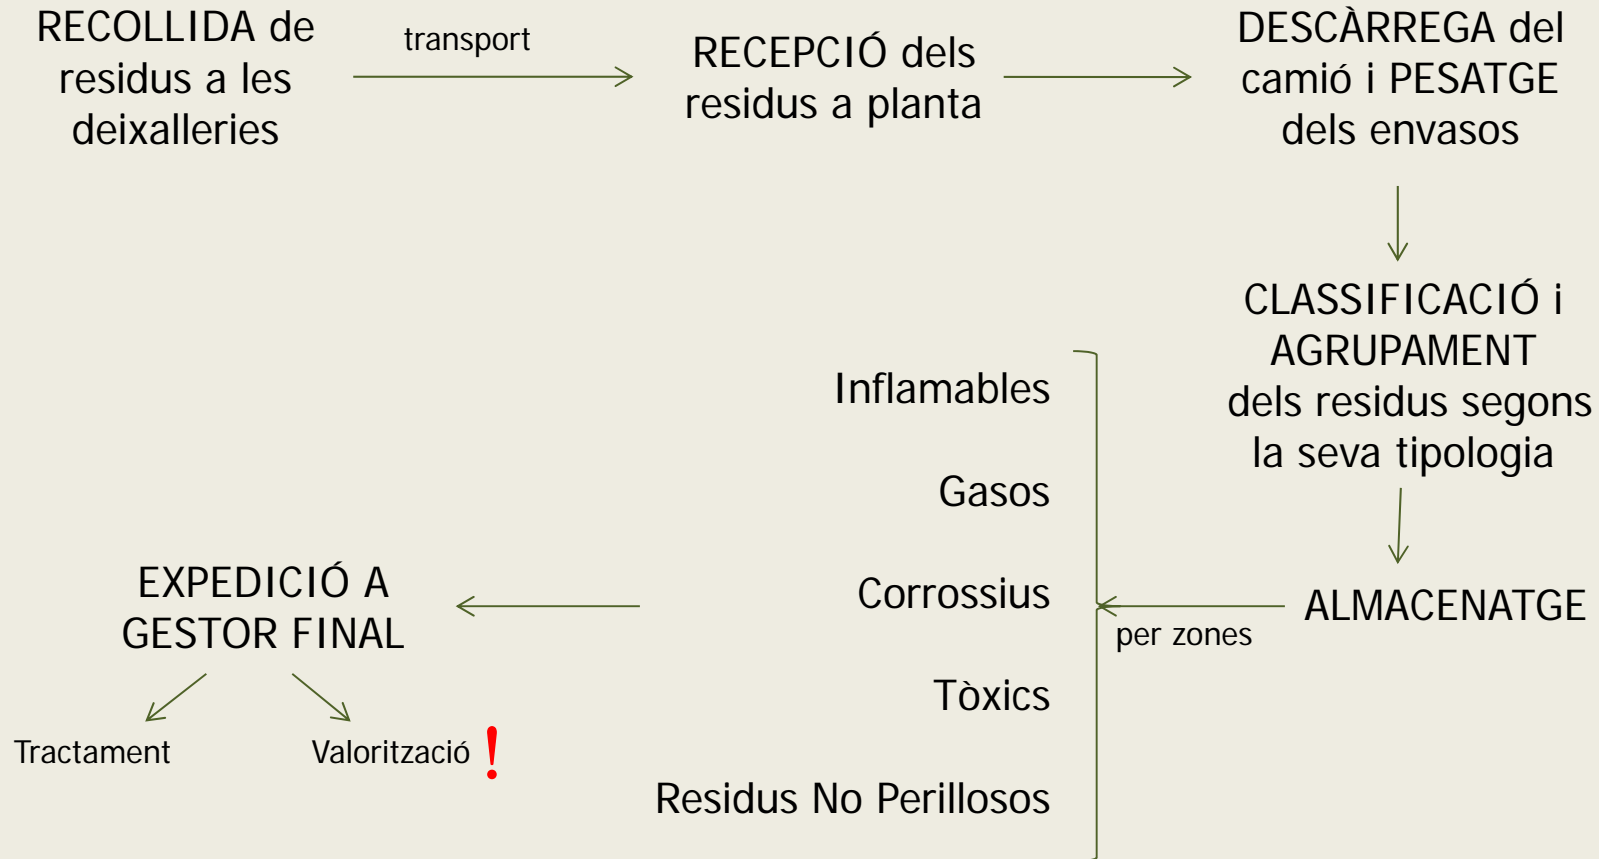 RECOLLIDA de
residus a les
deixalleries
transport
RECEPCIÓ dels
residus a planta
DESCÀRREGA del
camió i PESATGE
dels envasos
CLASSIFICACIÓ i
AGRUPAMENT
dels residus segons
la seva tipologia
ALMACENATGE
per zones
Inflamables
Gasos
Corrossius
Tòxics
Residus No Perillosos
EXPEDICIÓ A
GESTOR FINAL
Tractament
Valorització !